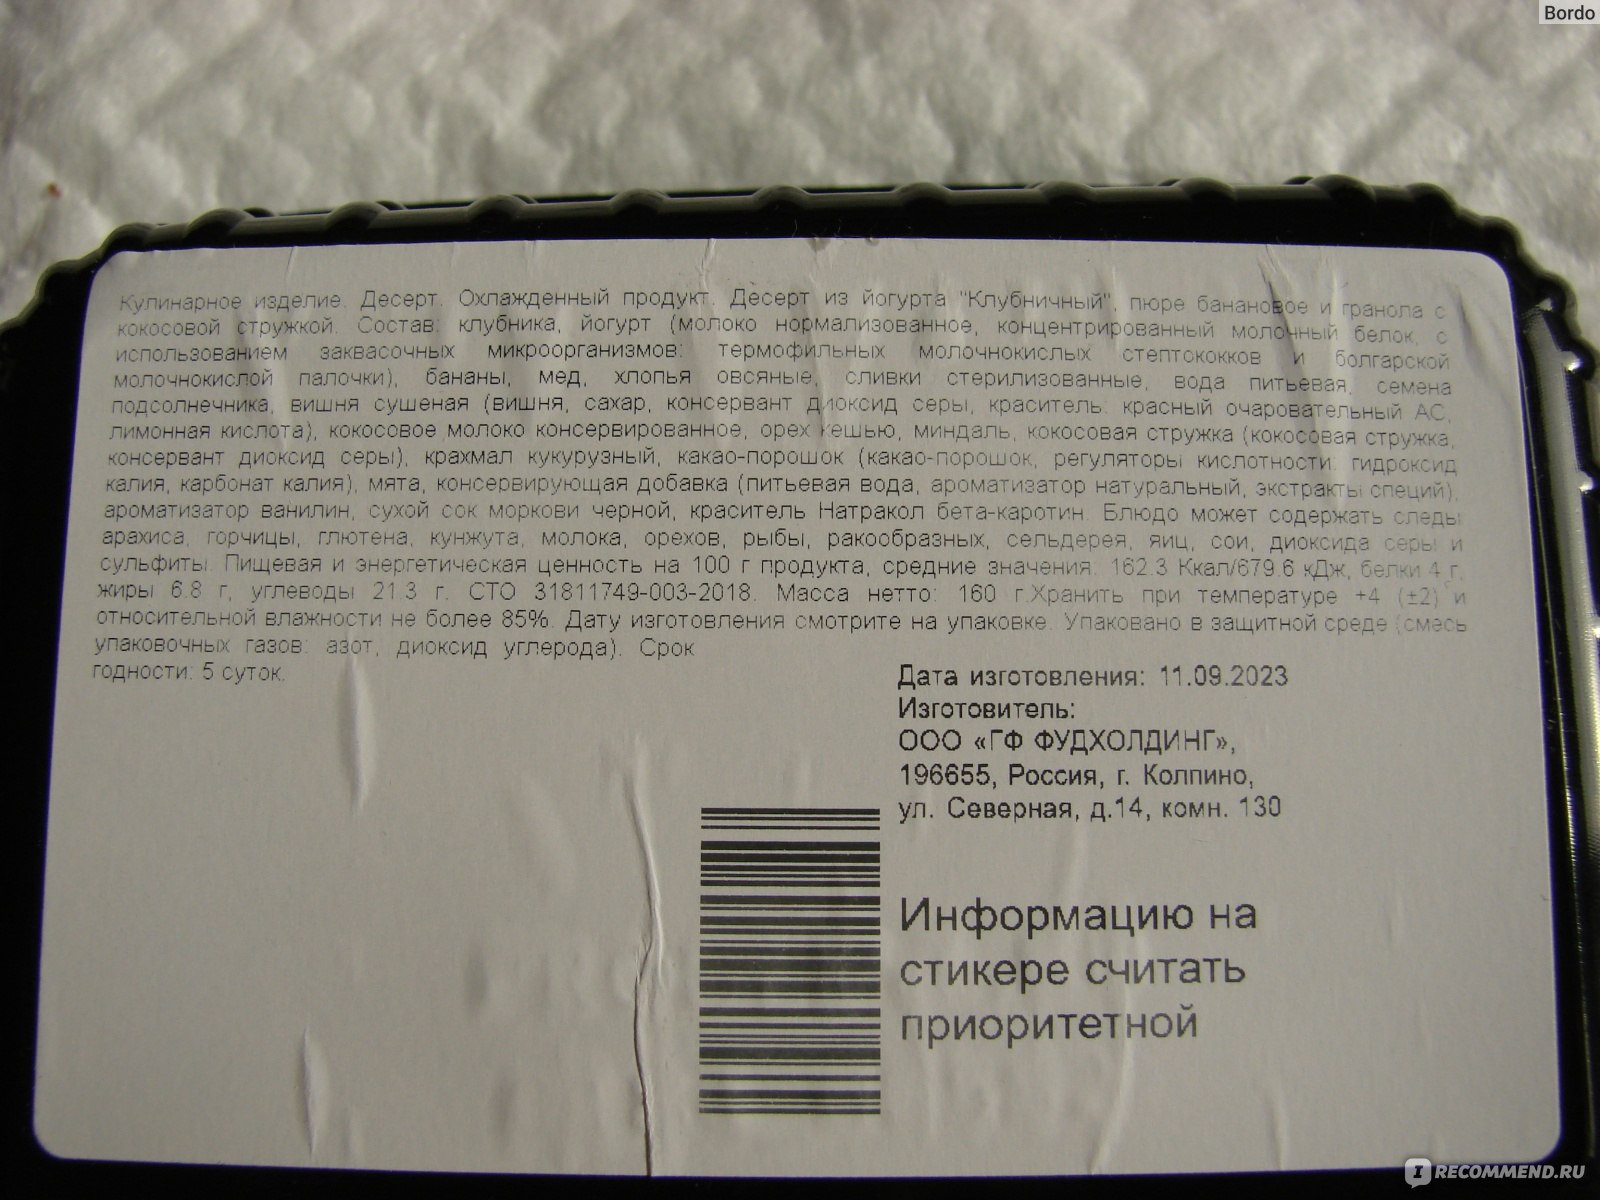 Bordo
Кулинарное изделие. Десерт. Охлажденный продукт. Десерт из йогурта "Клубничный", пюре банановое и гранола с
кокосовой стружкой. Состав: клубника, йогурт (молоко нормализованное, концентрированный молочный белок, с
использованием заквасочных микроорганизмов: термофильных молочнокислых стептококков и болгарской
молочнокислой палочки), бананы, мед, хлопья овсяные, сливки стерилизованные, вода питьевая, семена
подсолнечника, вишня сушеная (вишня, сахар, консервант диоксид серы, краситель: красный очаровательный АС,
лимонная кислота), кокосовое молоко консервированное, орех кешью, миндаль, кокосовая стружка (кокосовая стружка,
консервант диоксид серы), крахмал кукурузный, какао-порошок (какао-порошок, регуляторы кислотности: гидроксид
калия, карбонат калия), мята, консервирующая добавка (питьевая вода, ароматизатор натуральный, экстракты специй),
ароматизатор ванилин, сухой сок моркови черной, краситель Натракол бета-каротин. Блюдо может содержать следы
арахиса, горчицы, глютена, кунжута, молока, орехов, рыбы, ракообразных, сельдерея, яиц, сои, диоксида серы и
сульфиты. Пищевая и энергетическая ценность на 100 г продукта, средние значения: 162.3 Ккал/679.6 кДж, белки 4 г,
жиры 6.8 г, углеводы 21.3 г. СТО 31811749-003-2018. Масса нетто: 160 г.Хранить при температуре +4 (±2)°и
относительной влажности не более 85%. Дату изготовления смотрите на упаковке. Упаковано в защитной среде (смесь
упаковочных газов: азот, диоксид углерода). Срок
годности: 5 суток.
Дата изготовления: 11.09.2023
Изготовитель:
ООО «ГФ ФУДХОЛДИНГ»,
196655, Россия, г. Колпино,
ул. Северная, д.14, комн. 130
Информацию на
стикере считать
приоритетной
IRECOMMEND.RU